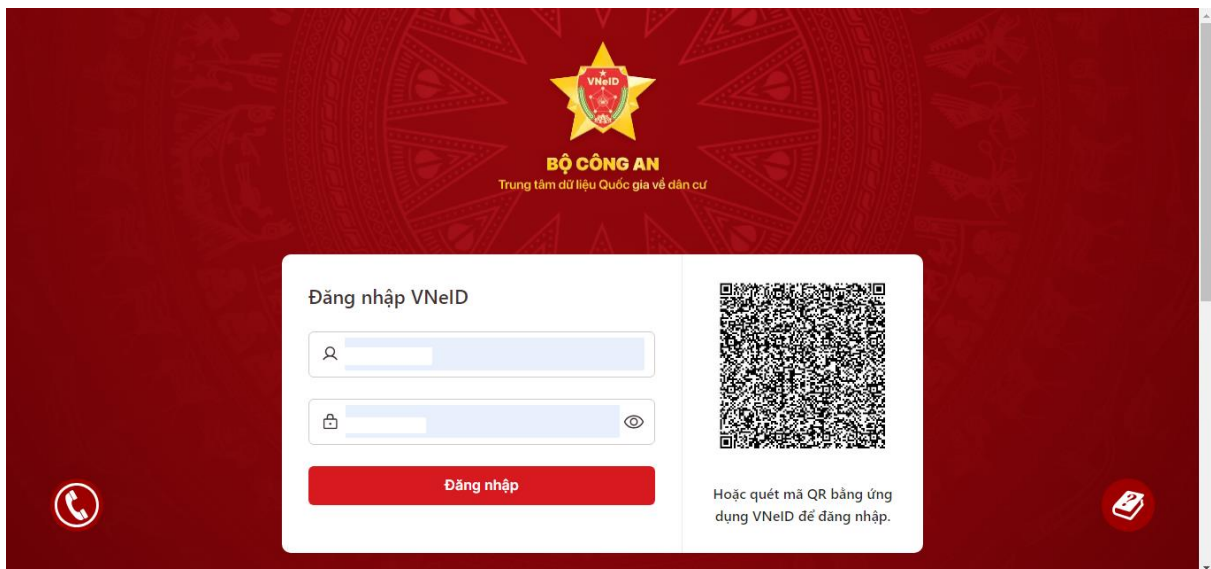 VNeID
BỘ CÔNG AN
Trung tâm dữ liệu Quốc gia về dân cư
Đăng nhập VNeID
Đăng nhập
Hoặc quét mã QR bằng ứng
dụng VNeID để đăng nhập.